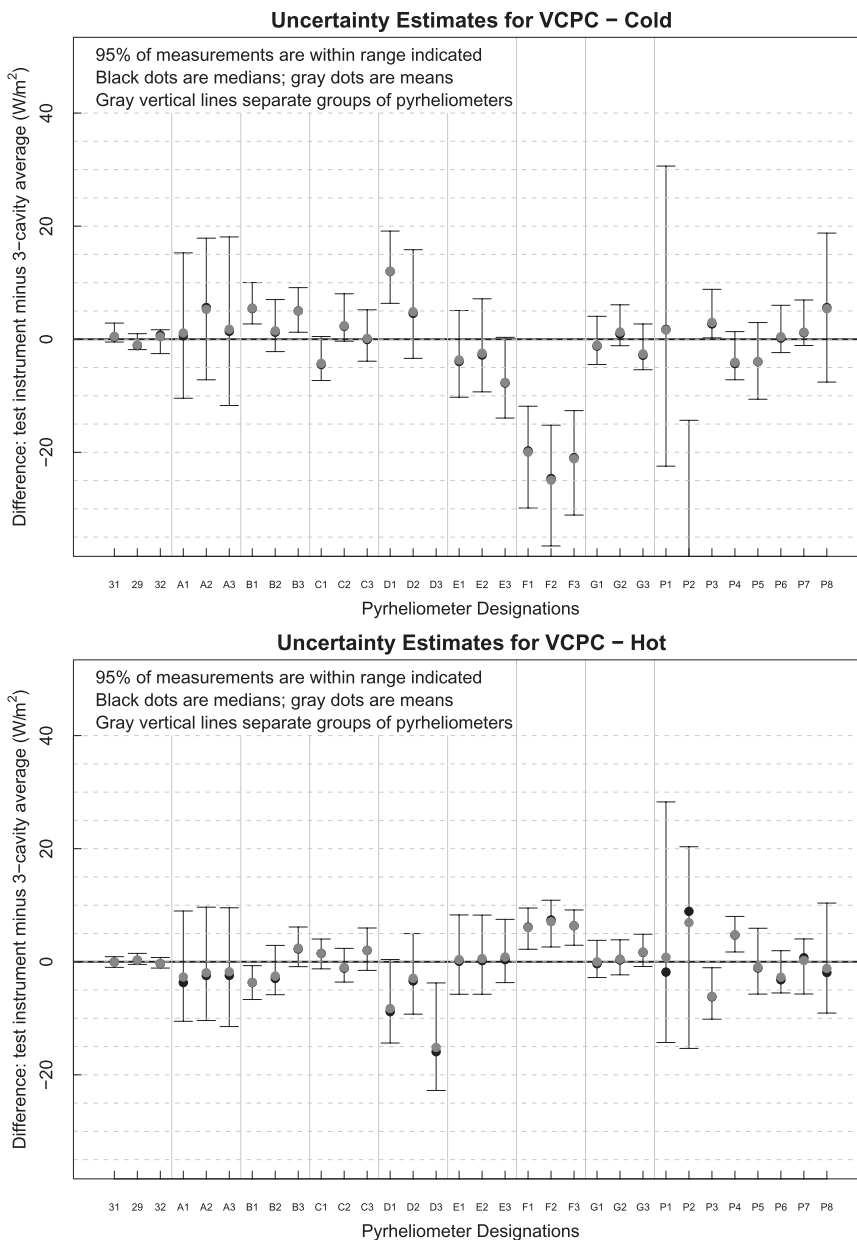 Uncertainty Estimates for VCPC − Cold
95% of measurements are within range indicated
Black dots are medians; gray dots are means
Gray vertical lines separate groups of pyrheliometers
Difference: test instrument minus 3−cavity average (W/m²)
40
20
0
−20
31 29 32 A1 A2 A3 B1 B2 B3 C1 C2 C3 D1 D2 D3 E1 E2 E3 F1 F2 F3 G1 G2 G3 P1 P2 P3 P4 P5 P6 P7 P8
Pyrheliometer Designations
Uncertainty Estimates for VCPC − Hot
95% of measurements are within range indicated
Black dots are medians; gray dots are means
Gray vertical lines separate groups of pyrheliometers
Difference: test instrument minus 3−cavity average (W/m²)
40
20
0
−20
31 29 32 A1 A2 A3 B1 B2 B3 C1 C2 C3 D1 D2 D3 E1 E2 E3 F1 F2 F3 G1 G2 G3 P1 P2 P3 P4 P5 P6 P7 P8
Pyrheliometer Designations